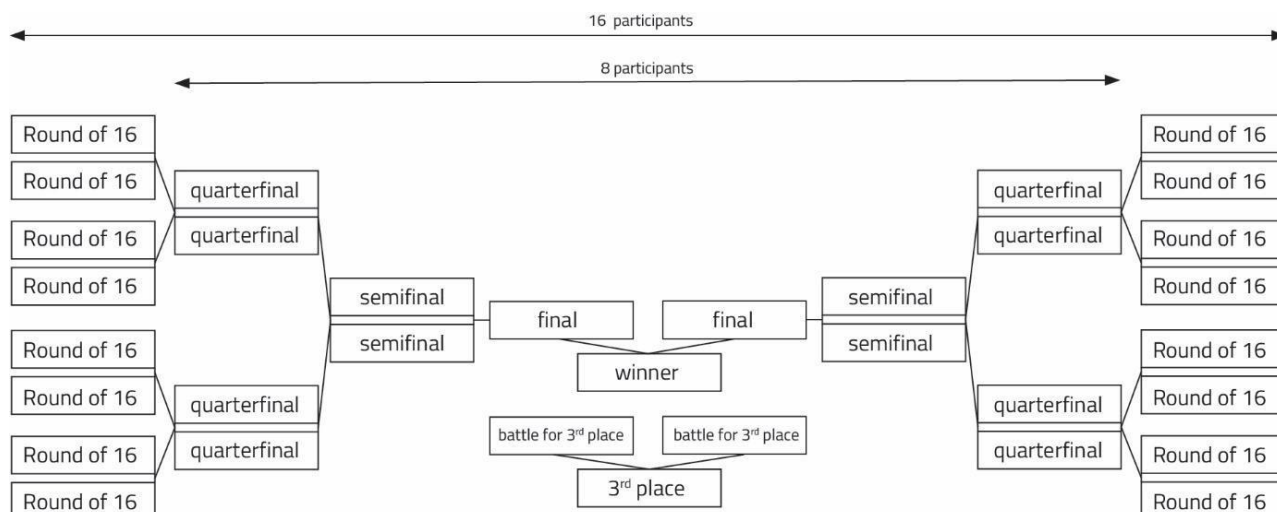 16 participants
8 participants
Round of 16
Round of 16
Round of 16
Round of 16
Round of 16
Round of 16
Round of 16
Round of 16
quarterfinal
quarterfinal
quarterfinal
quarterfinal
semifinal
semifinal
final
final
winner
battle for 3rd place
battle for 3rd place
3rd place
semifinal
semifinal
quarterfinal
quarterfinal
quarterfinal
quarterfinal
Round of 16
Round of 16
Round of 16
Round of 16
Round of 16
Round of 16
Round of 16
Round of 16